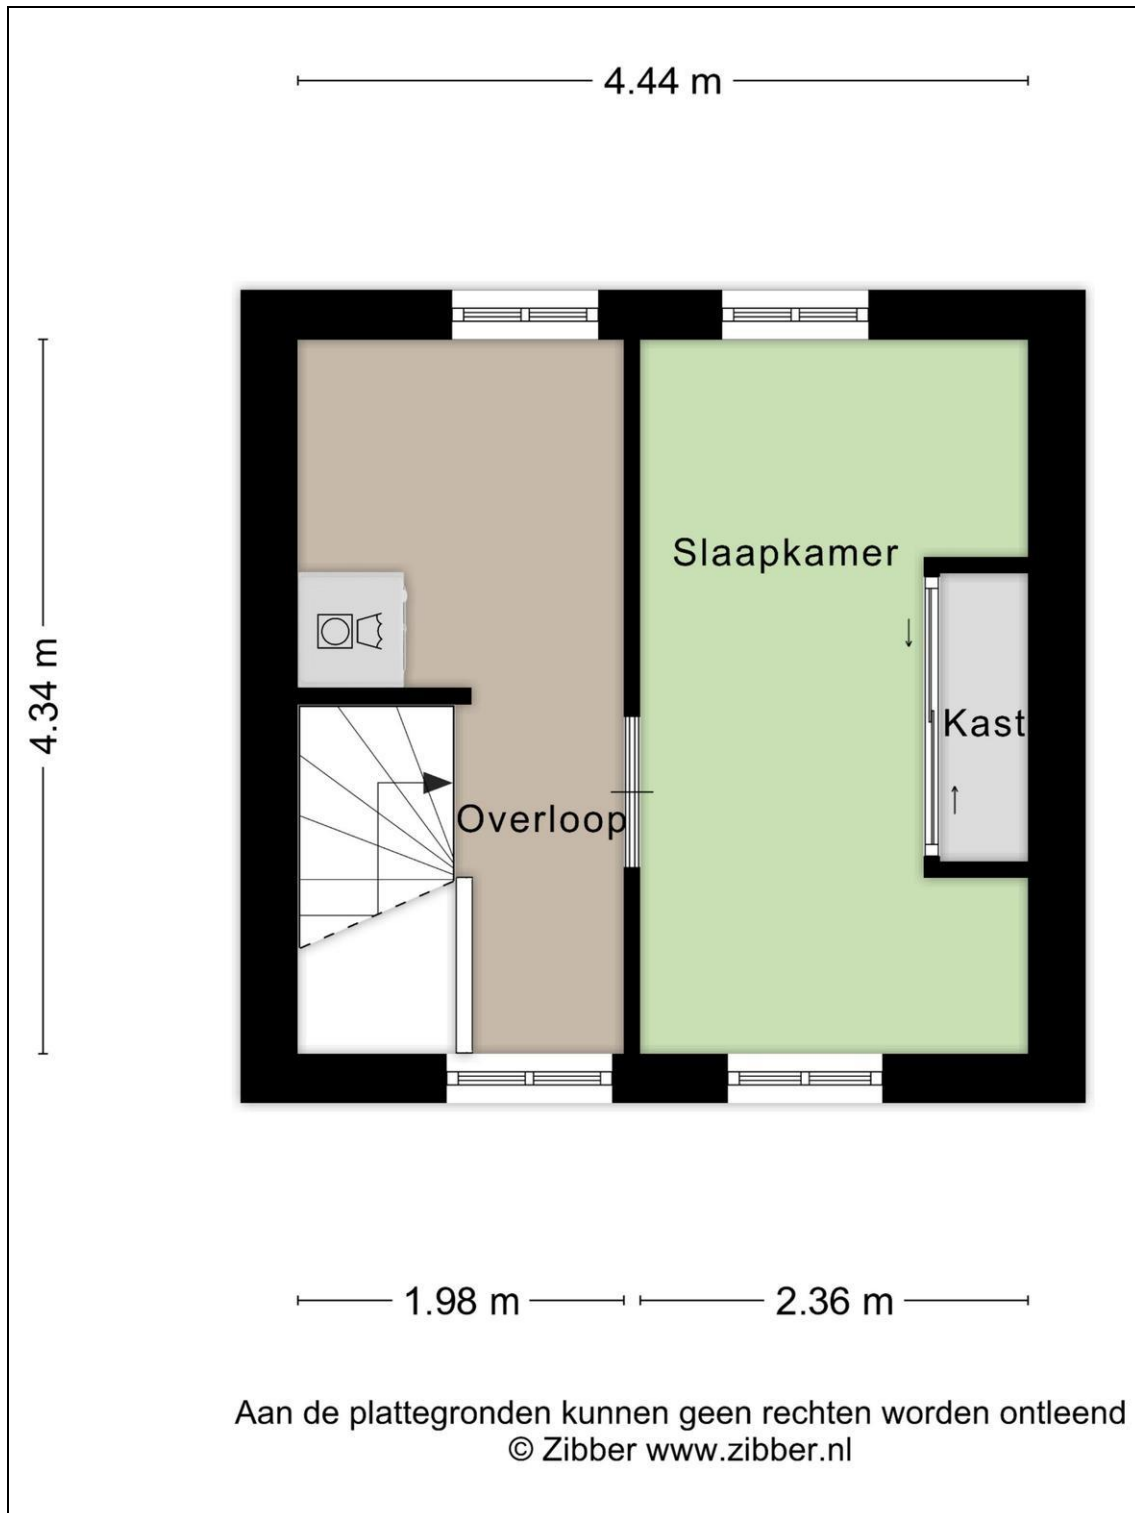 4.44 m
Slaapkamer
4.34 m
Kast
Overloop
1.98 m
2.36 m
Aan de plattegronden kunnen geen rechten worden ontleend
© Zibber www.zibber.nl